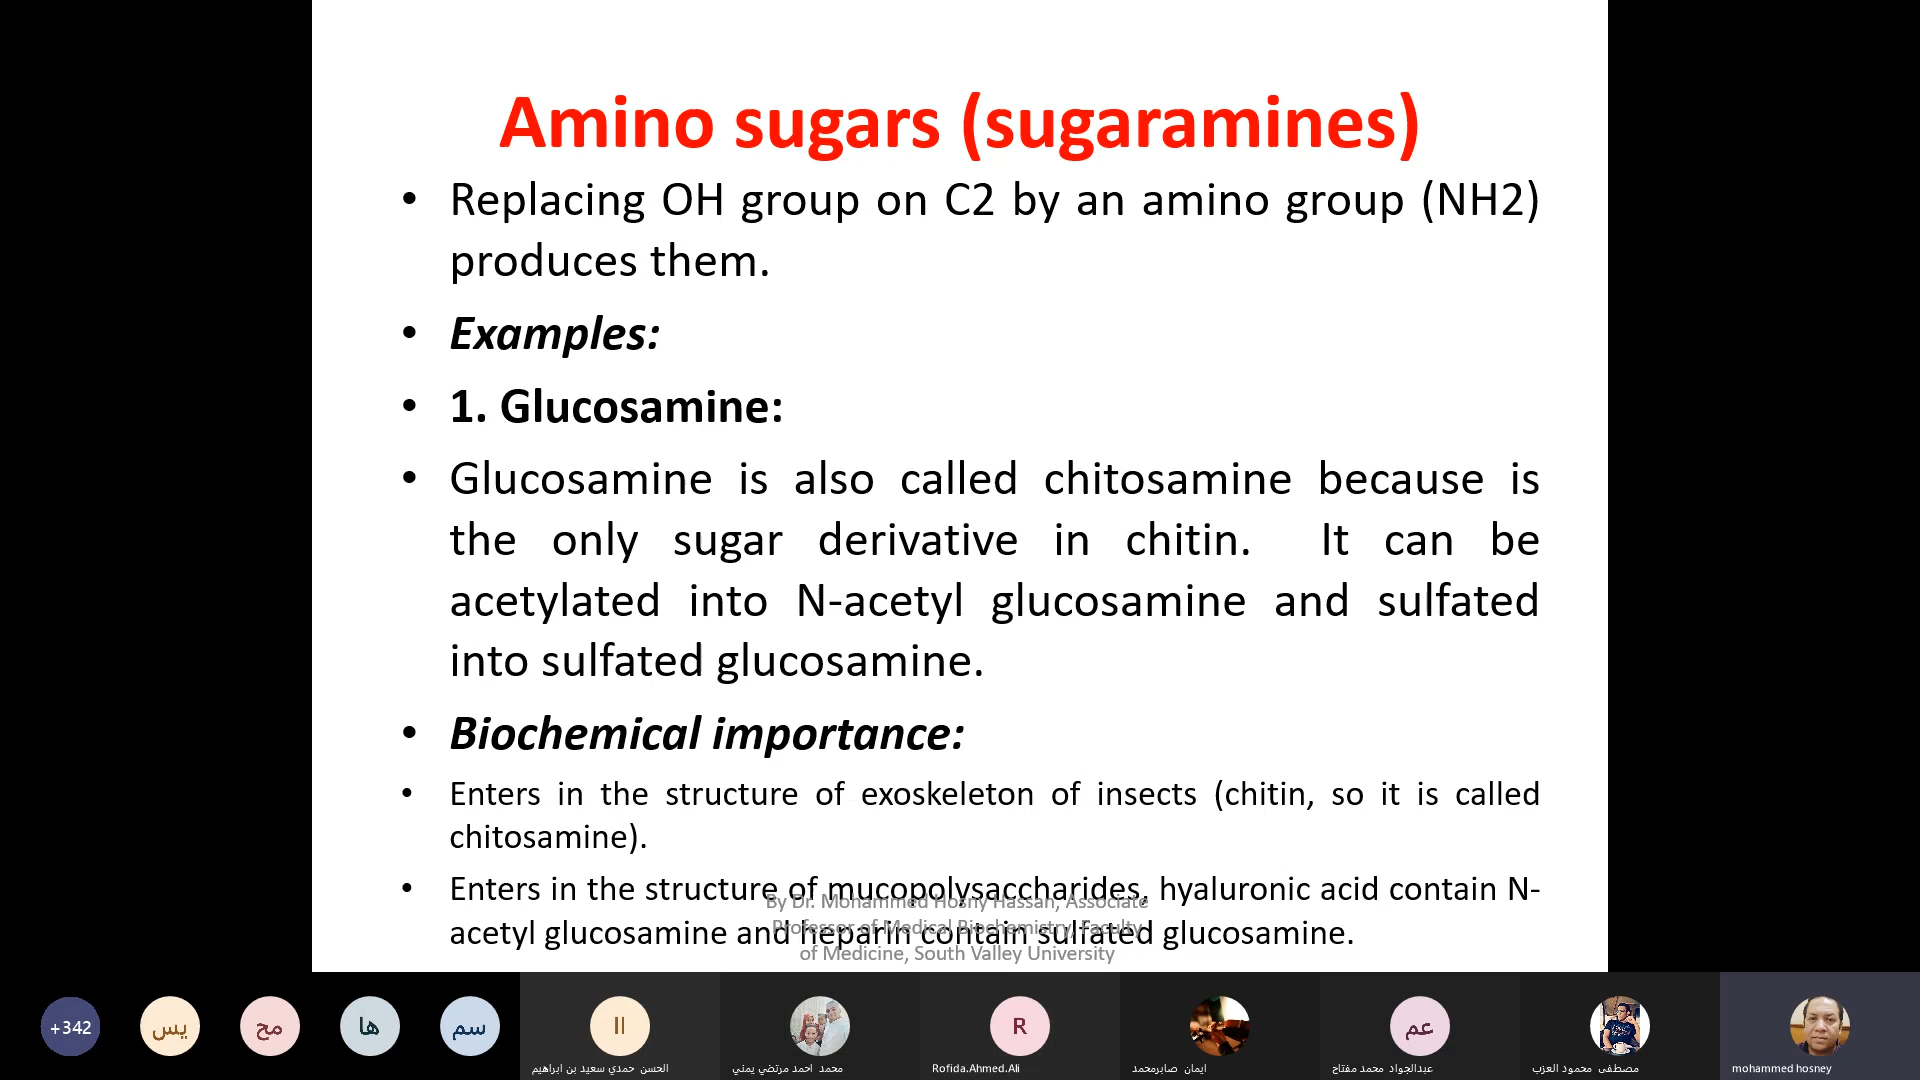 Amino sugars (sugaramines)
• Replacing OH group on C2 by an amino group (NH2)
produces them.
• Examples:
• 1. Glucosamine:
• Glucosamine is also called chitosamine because is
the only sugar derivative in chitin. It can be
acetylated into N-acetyl glucosamine and sulfated
into sulfated glucosamine.
• Biochemical importance:
• Enters in the structure of exoskeleton of insects (chitin, so it is called
chitosamine).
• Enters in the structure of mucopolysaccharides, hyaluronic acid contain N-
acetyl glucosamine and heparin contain sulfated glucosamine.
By Dr. Mohammed Hosny Hassan, Associate
Professor of Medical Biochemistry, Faculty
of Medicine, South Valley University
+342
يس
مح
ها
سم
اا
R
عم
الحسن حمدي سعيد بن ابراهيم
محمد احمد مرتضي يمني
Rofida.Ahmed.Ali
ايمان صابرمحمد
عبدالجواد محمد مفتاح
مصطفى محمود العزب
mohammed hosney